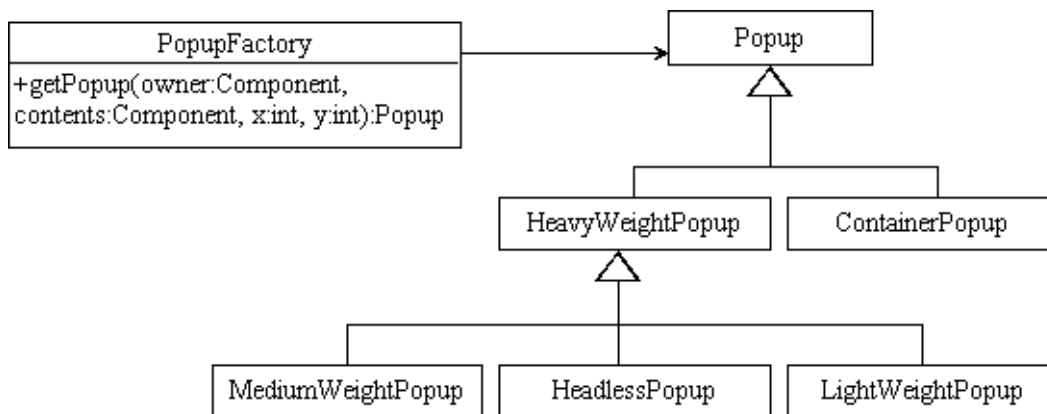 PopupFactory
+getPopup(owner:Component,
contents:Component, x:int, y:int):Popup
Popup
HeavyWeightPopup
ContainerPopup
MediumWeightPopup
HeadlessPopup
LightWeightPopup